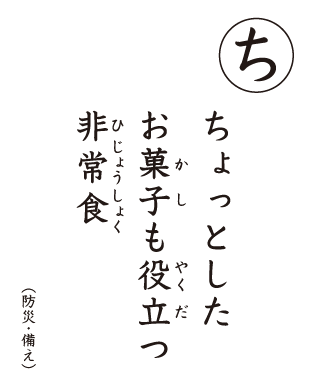 ち
ちょっとした
お菓子も役立つ
かし
やくだ
非常食
ひじょうしょく
（防災・備え）